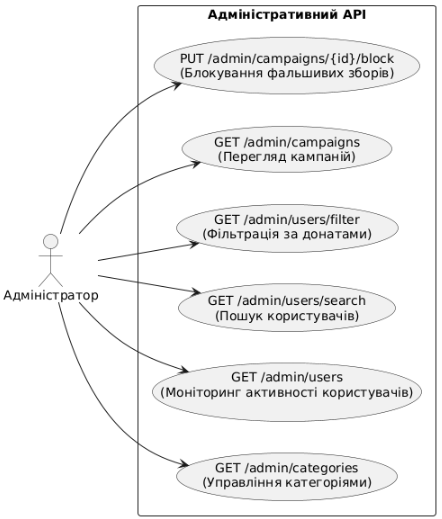 Адміністративний API
PUT /admin/campaigns/{id}/block
(Блокування фальшивих зборів)
GET /admin/campaigns
(Перегляд кампаній)
GET /admin/users/filter
(Фільтрація за донатами)
Адміністратор
GET /admin/users/search
(Пошук користувачів)
GET /admin/users
(Моніторинг активності користувачів)
GET /admin/categories
(Управління категоріями)